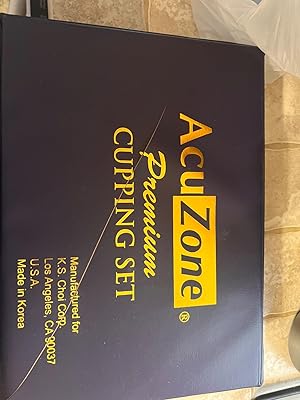 AcuZone®
Premium
CUPPING SET
Manufactured for
K.S. Choi Corp.
Los Angeles, CA 90037
U.S.A.
Made in Korea